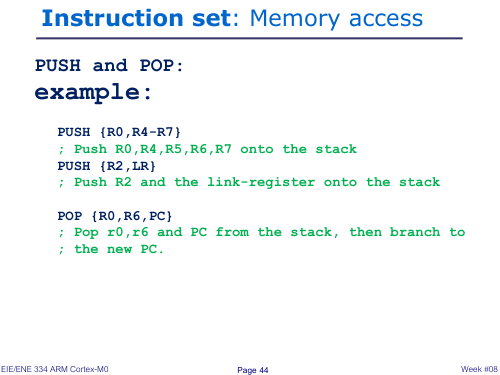 Instruction set: Memory access
PUSH and POP:
example:
PUSH {R0,R4-R7}
; Push R0,R4,R5,R6,R7 onto the stack
PUSH {R2,LR}
; Push R2 and the link-register onto the stack
POP {R0,R6,PC}
; Pop r0,r6 and PC from the stack, then branch to
; the new PC.
EIE/ENE 334 ARM Cortex-M0
Page 44
Week #08